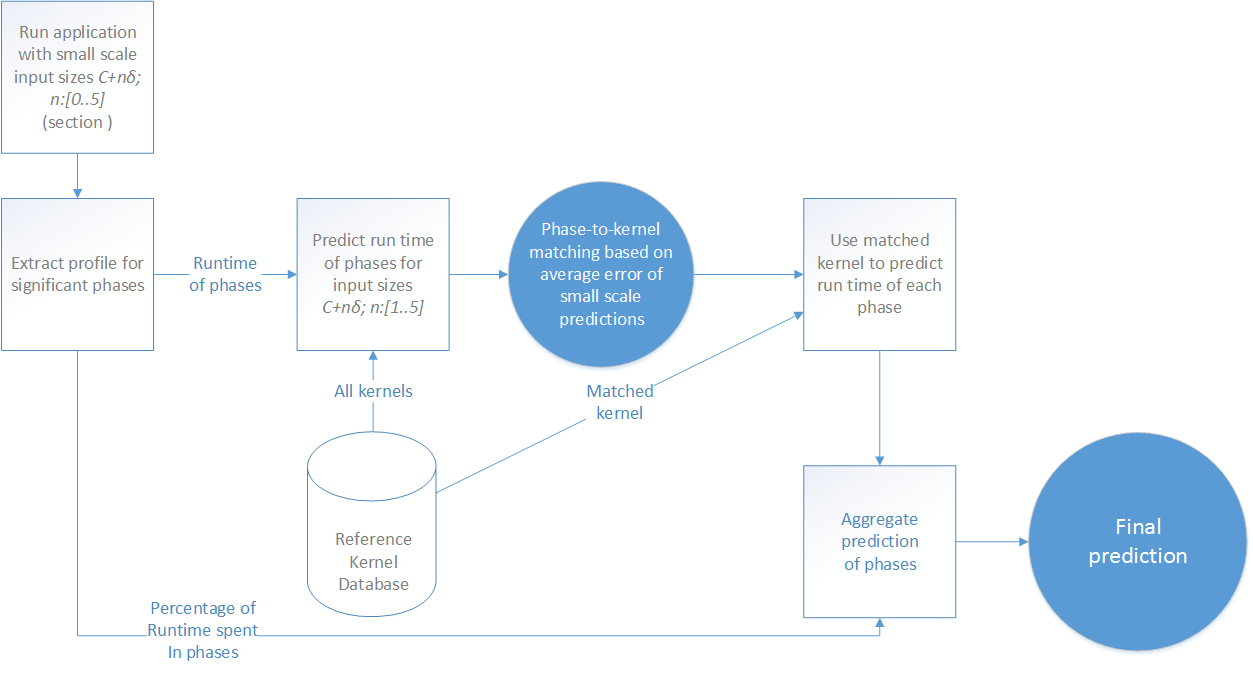 Run application
with small scale
input sizes C+nδ;
n:[0..5]
(section )
Extract profile for
significant phases
Runtime
of phases
Predict run time
of phases for
input sizes
C+nδ; n:[1..5]
Phase-to-kernel
matching based on
average error of
small scale
predictions
Use matched
kernel to predict
run time of each
phase
All kernels
Matched
kernel
Reference
Kernel
Database
Aggregate
prediction
of phases
Final
prediction
Percentage of
Runtime spent
In phases